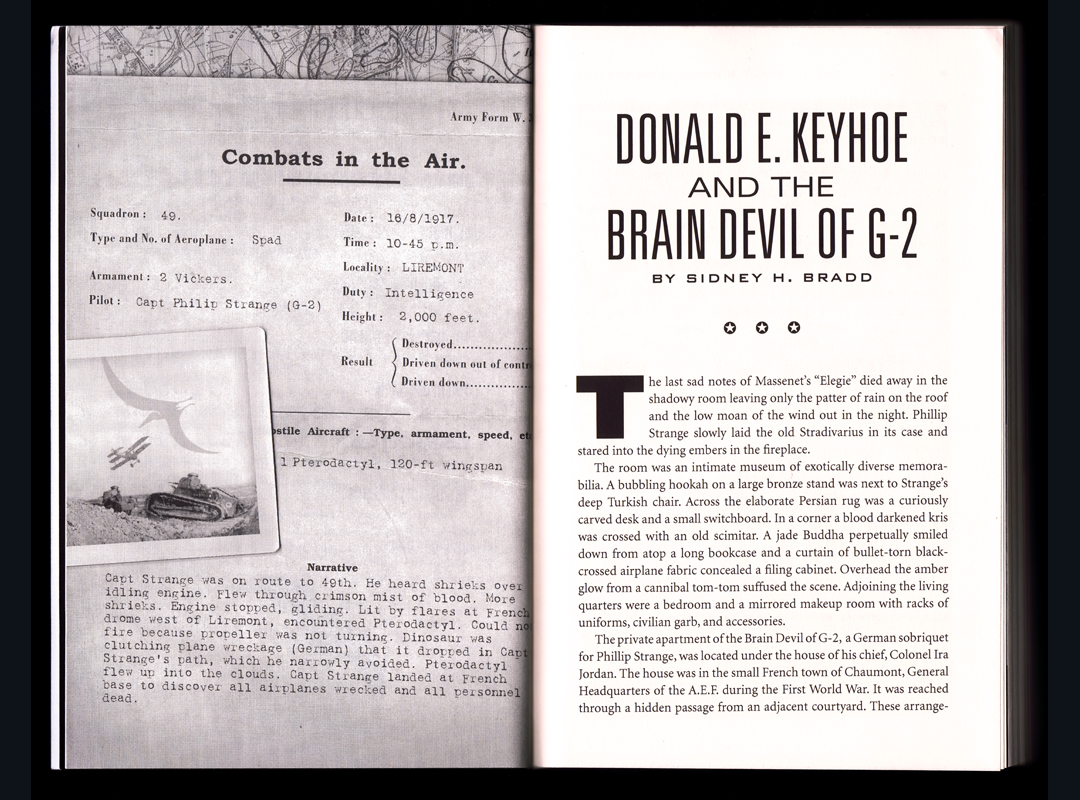 Army Form W.
Combats in the Air.
Squadron : 49.
Type and No. of Aeroplane : Spad
Armament : 2 Vickers.
Pilot : Capt Philip Strange (G-2)
Date : 16/8/1917.
Time : 10-45 p.m.
Locality : LIREMONT
Duty : Intelligence
Height : 2,000 feet.
Result
Destroyed
Driven down out of contr
Driven down
ostile Aircraft :—Type, armament, speed, et
1 Pterodactyl, 120-ft wingspan
Narrative
Capt Strange was on route to 49th. He heard shrieks over
idling engine. Flew through crimson mist of blood. More
shrieks. Engine stopped, gliding. Lit by flares at French
drome west of Liremont, encountered Pterodactyl. Could no
fire because propeller was not turning. Dinosaur was
clutching plane wreckage (German) that it dropped in Capt
Strange's path, which he narrowly avoided. Pterodactyl
flew up into the clouds. Capt Strange landed at French
base to discover all airplanes wrecked and all personnel
dead.
DONALD E. KEYHOE
AND THE
BRAIN DEVIL OF G-2
BY SIDNEY H. BRADD
The last sad notes of Massenet's “Elegie” died away in the
shadowy room leaving only the patter of rain on the roof
and the low moan of the wind out in the night. Phillip
Strange slowly laid the old Stradivarius in its case and
stared into the dying embers in the fireplace.
The room was an intimate museum of exotically diverse memora-
bilia. A bubbling hookah on a large bronze stand was next to Strange's
deep Turkish chair. Across the elaborate Persian rug was a curiously
carved desk and a small switchboard. In a corner a blood darkened kris
was crossed with an old scimitar. A jade Buddha perpetually smiled
down from atop a long bookcase and a curtain of bullet-torn black-
crossed airplane fabric concealed a filing cabinet. Overhead the amber
glow from a cannibal tom-tom suffused the scene. Adjoining the living
quarters were a bedroom and a mirrored makeup room with racks of
uniforms, civilian garb, and accessories.
The private apartment of the Brain Devil of G-2, a German sobriquet
for Phillip Strange, was located under the house of his chief, Colonel Ira
Jordan. The house was in the small French town of Chaumont, General
Headquarters of the A.E.F. during the First World War. It was reached
through a hidden passage from an adjacent courtyard. These arrange-